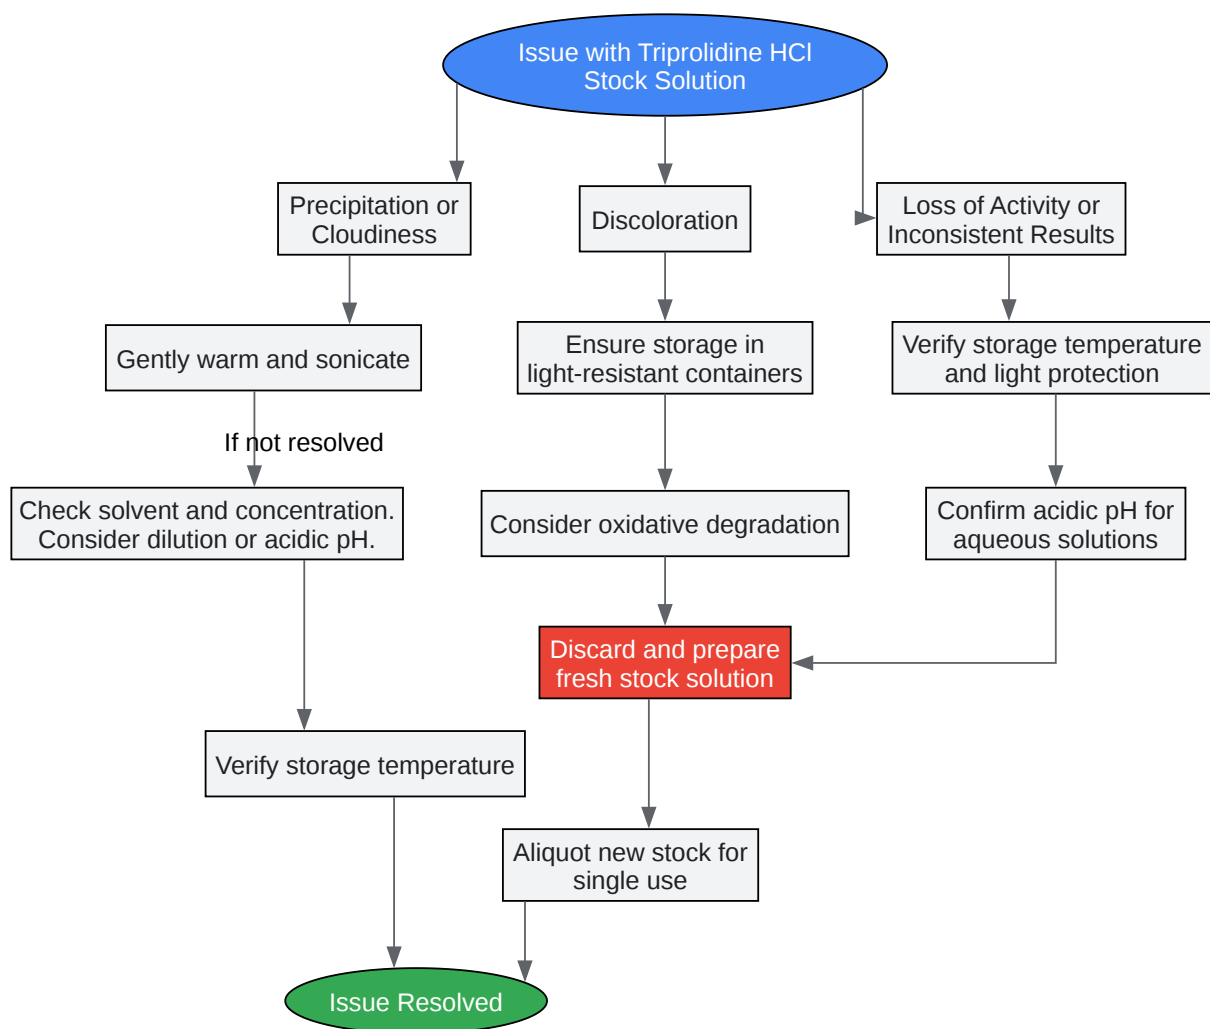 Issue with Triprolidine HCl
Stock Solution
Precipitation or
Cloudiness
Discoloration
Loss of Activity or
Inconsistent Results
Gently warm and sonicate
Ensure storage in
light-resistant containers
Verify storage temperature
and light protection
If not resolved
Check solvent and concentration.
Consider dilution or acidic pH.
Consider oxidative degradation
Confirm acidic pH for
aqueous solutions
Discard and prepare
fresh stock solution
Verify storage temperature
Aliquot new stock for
single use
Issue Resolved